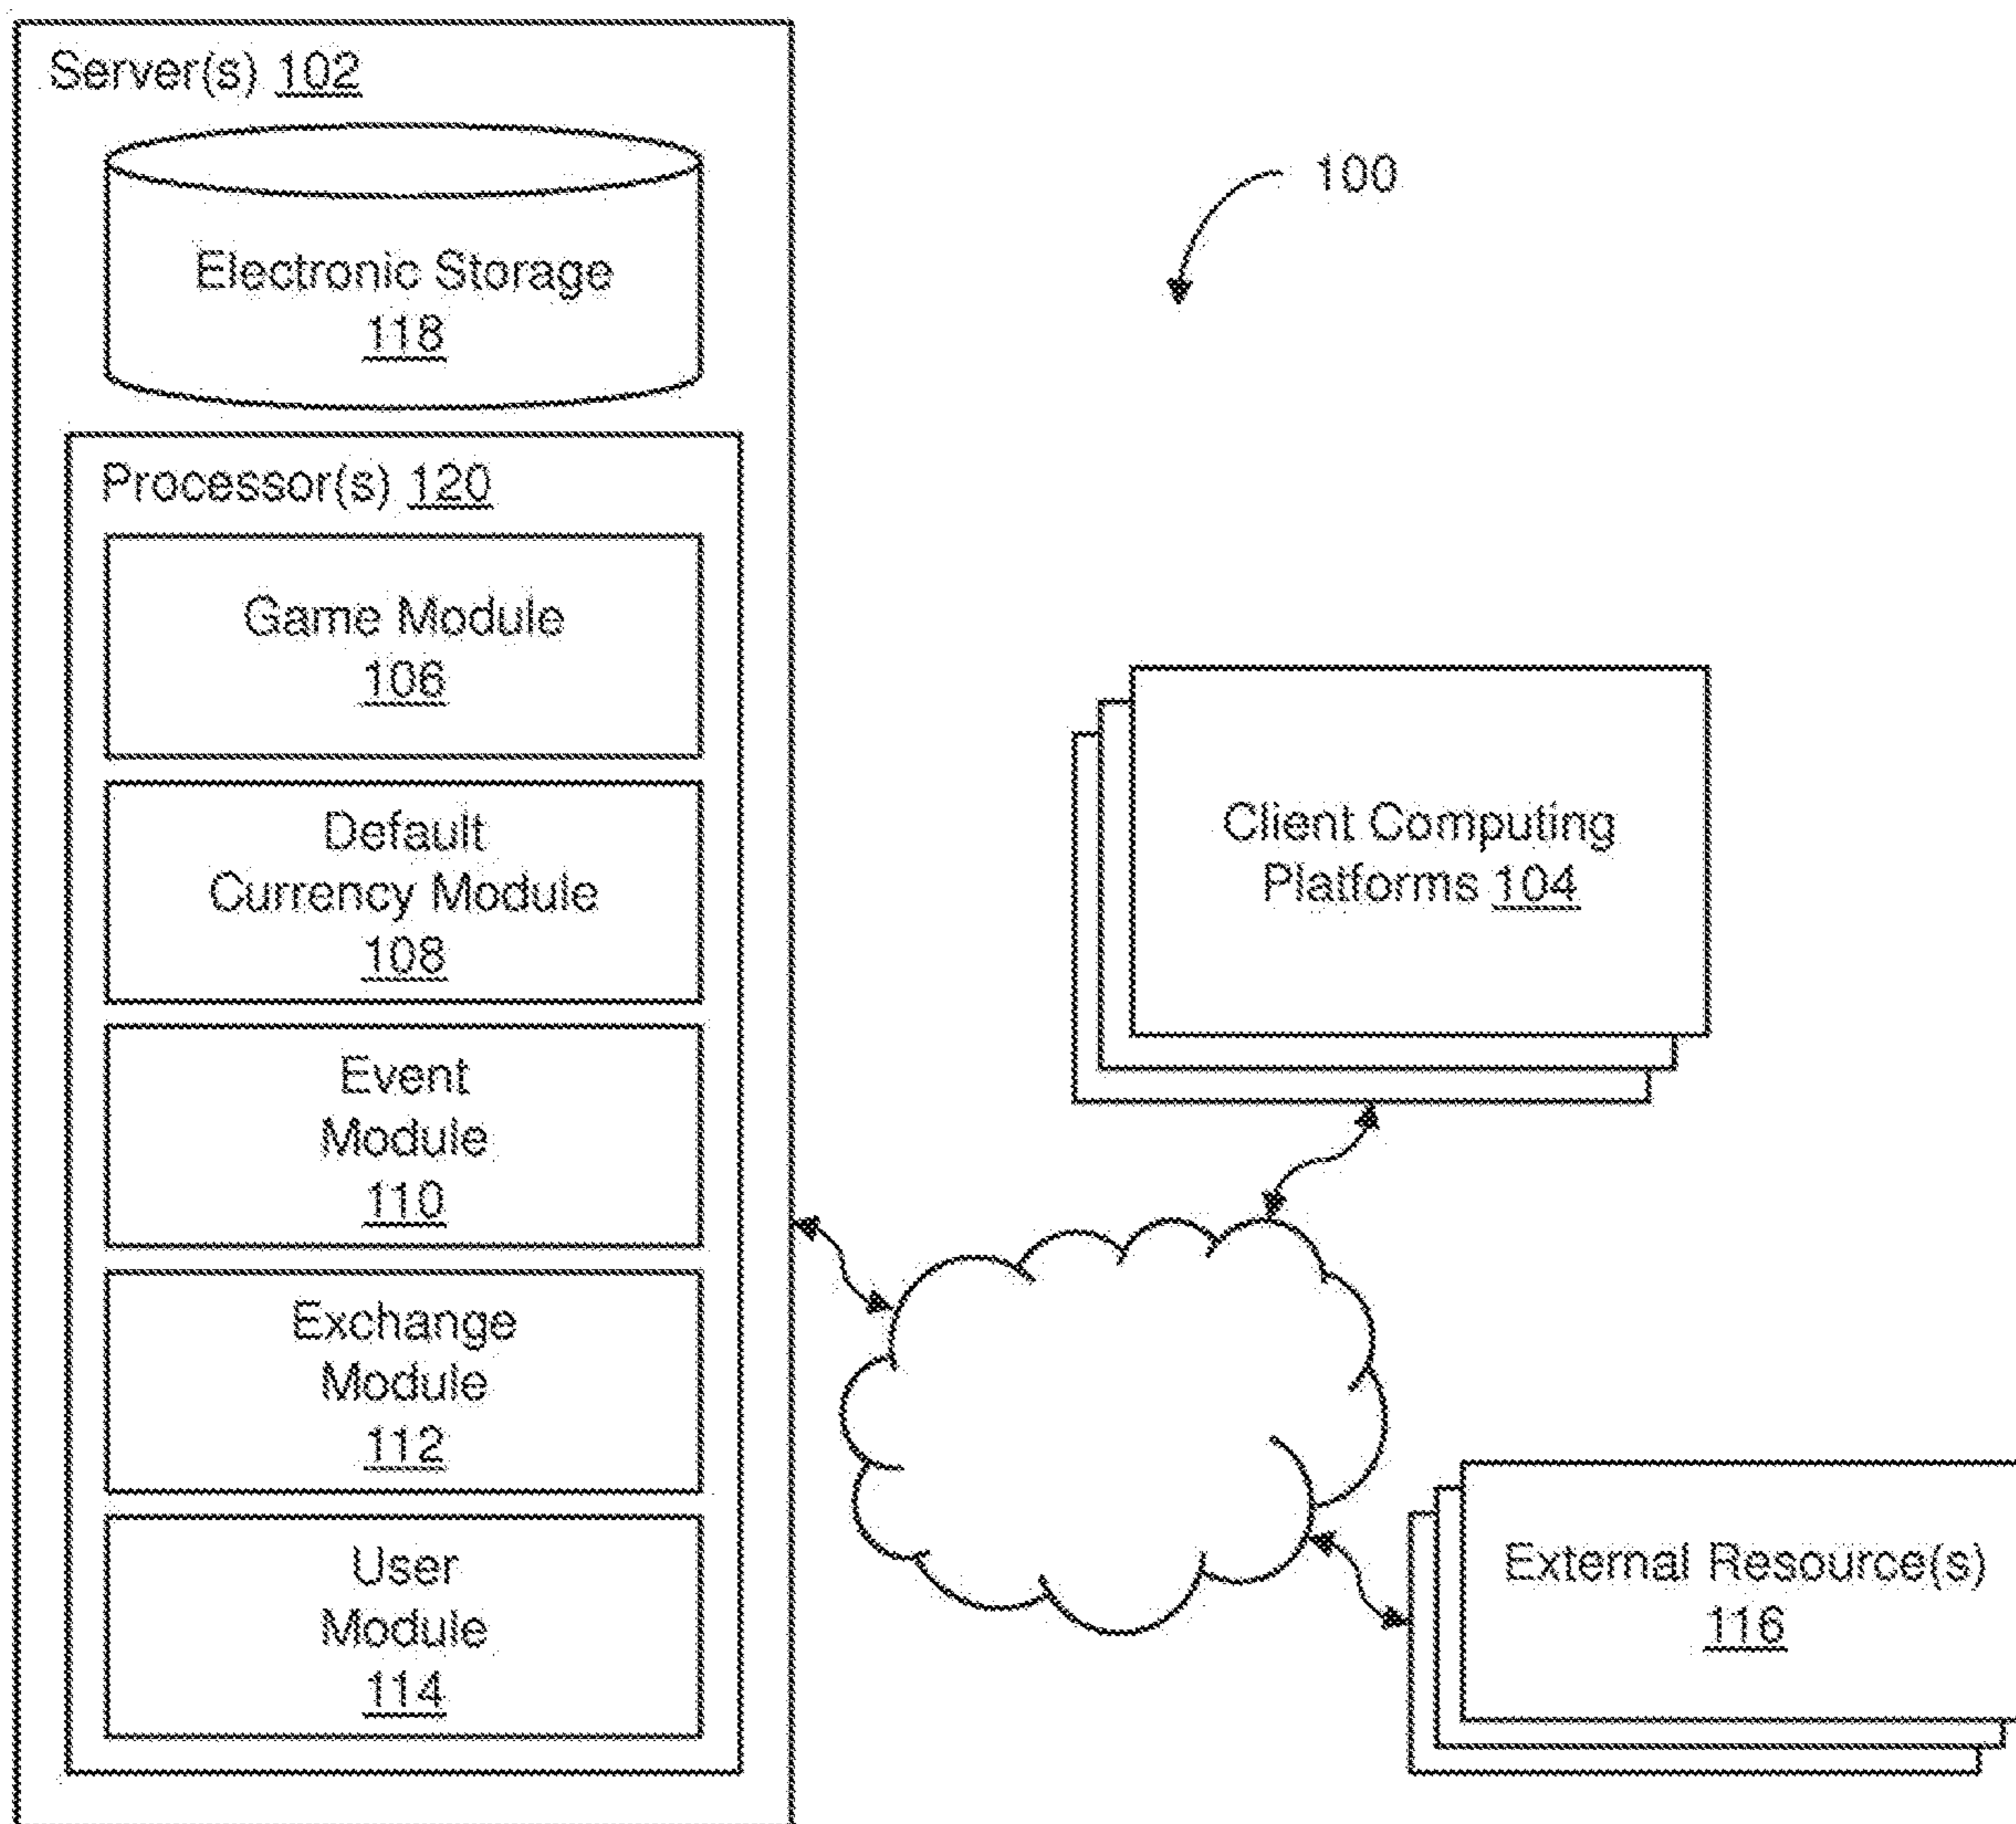 Server(s) 102
Electronic Storage
118
Processor(s) 120
Game Module
106
Default
Currency Module
108
Event
Module
110
Exchange
Module
112
User
Module
114
100
Client Computing
Platforms 104
External Resource(s)
116